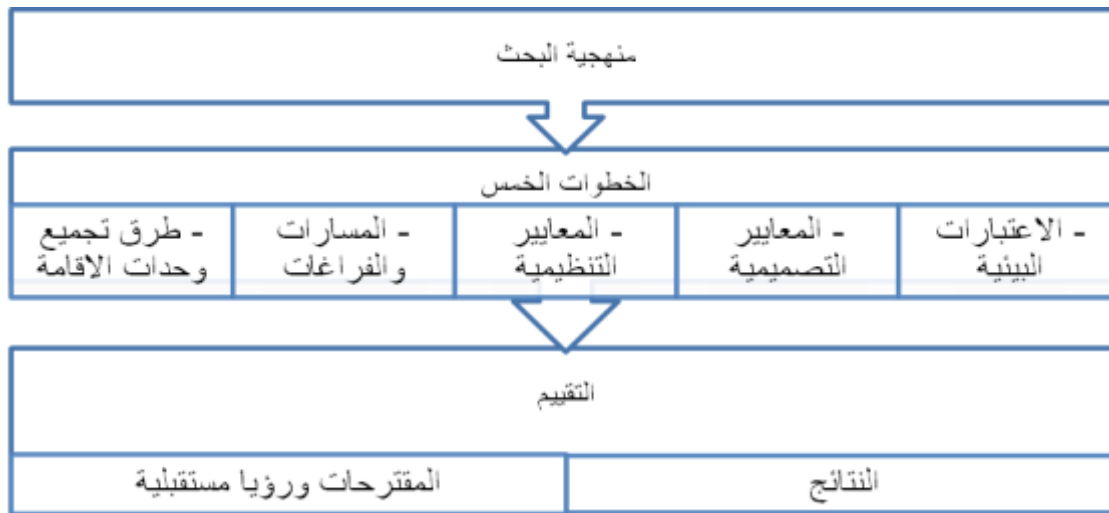 منهجية البحث
الخطوات الخمس
- الاعتبارات
البيئية
- المعايير
التصميمية
- المعايير
التنظيمية
- المسارات
والفراغات
- طرق تجميع
وحدات الاقامة
التقييم
النتائج
المقترحات ورؤيا مستقبلية